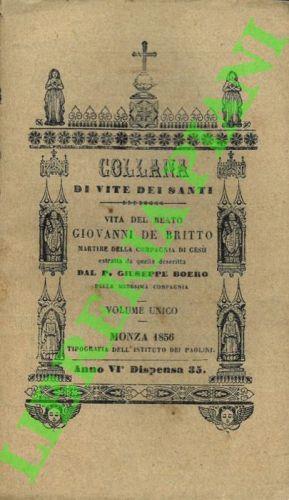 COLLANA
DI VITE DEI SANTI
VITA DEL BEATO
GIOVANNI DE BRITTO
MARTIRE DELLA COMPAGNIA DI GESÙ
estratta da quella descritta
DAL P. GIUSEPPE BOERO
DELLA MEDESIMA COMPAGNIA
VOLUME UNICO
MONZA 1856
TIPOGRAFIA DELL'ISTITUTO DEI PAOLINI.
Anno VI° Dispensa 35.